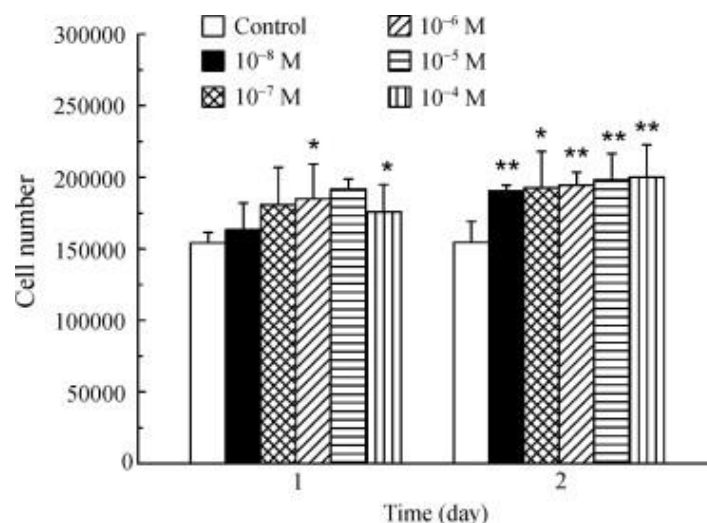 Control
10⁻⁸ M
10⁻⁷ M
10⁻⁶ M
10⁻⁵ M
10⁻⁴ M
300000
250000
200000
150000
100000
50000
0
Cell number
*
*
**
*
**
**
**
1
2
Time (day)